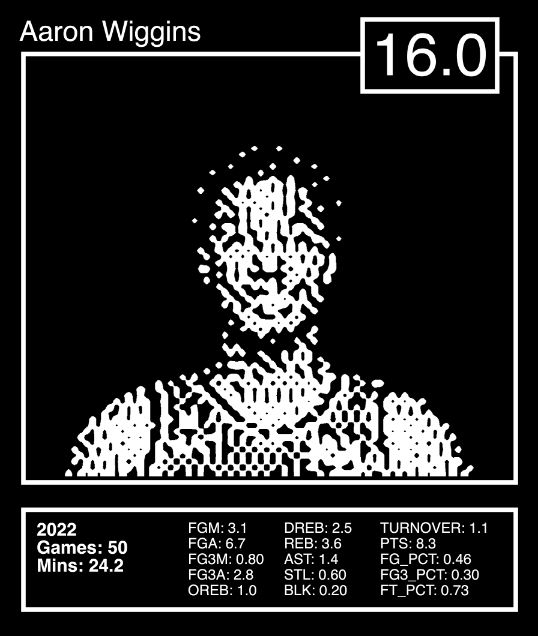 Aaron Wiggins
16.0
2022
Games: 50
Mins: 24.2
FGM: 3.1
FGA: 6.7
FG3M: 0.80
FG3A: 2.8
OREB: 1.0
DREB: 2.5
REB: 3.6
AST: 1.4
STL: 0.60
BLK: 0.20
TURNOVER: 1.1
PTS: 8.3
FG_PCT: 0.46
FG3_PCT: 0.30
FT_PCT: 0.73